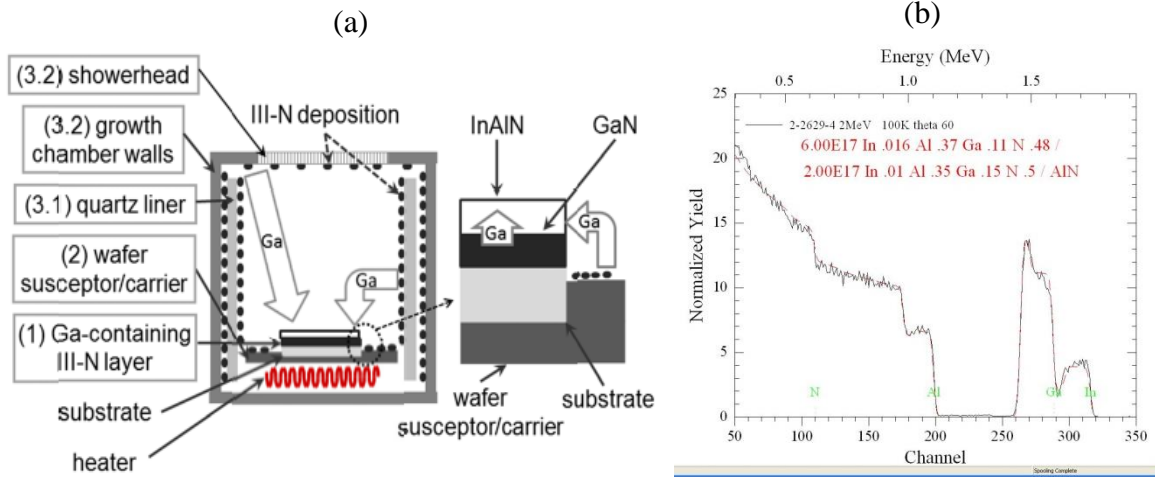 (a)
(3.2) showerhead
(3.2) growth
chamber walls
(3.1) quartz liner
(2) wafer
susceptor/carrier
(1) Ga-containing
III-N layer
substrate
heater
III-N deposition
Ga
Ga
InAlN
GaN
Ga
Ga
wafer
susceptor/carrier
substrate
(b)
Energy (MeV)
0.5
1.0
1.5
25
20
15
10
5
0
Normalized Yield
2-2629-4 2MeV 100K theta 60
6.00E17 In .016 Al .37 Ga .11 N .48 /
2.00E17 In .01 Al .35 Ga .15 N .5 / AlN
N
Al
Ga
In
50
100
150
200
250
300
350
Channel
Spooling Complete